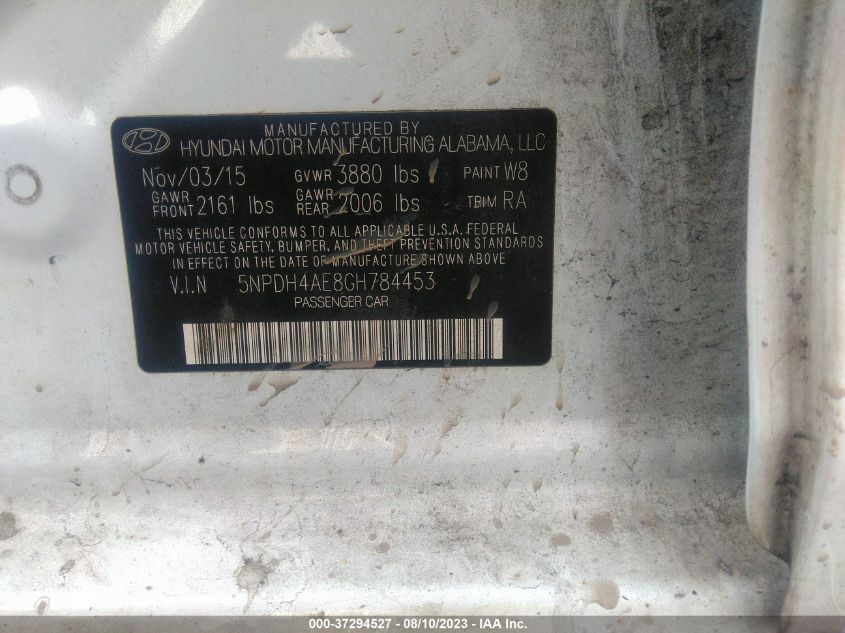 MANUFACTURED BY
HYUNDAI MOTOR MANUFACTURING ALABAMA, LLC
Nov/03/15 GVWR 3880 lbs PAINT W8
GAWR FRONT 2161 lbs GAWR REAR 2006 lbs TRIM RA
THIS VEHICLE CONFORMS TO ALL APPLICABLE U.S.A. FEDERAL
MOTOR VEHICLE SAFETY, BUMPER, AND THEFT PREVENTION STANDARDS
IN EFFECT ON THE DATE OF MANUFACTURE SHOWN ABOVE
V.I.N 5NPDH4AE8GH784453
PASSENGER CAR
000-37294527 - 08/10/2023 - IAA Inc.